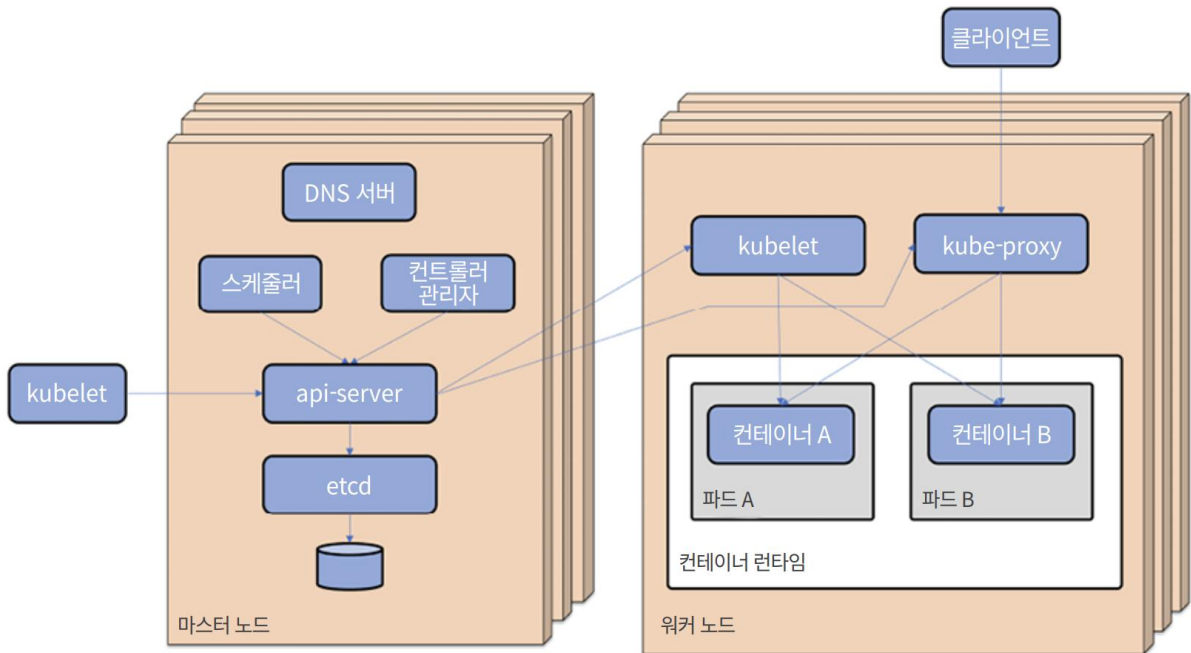 클라이언트
DNS 서버
스케줄러
컨트롤러
관리자
kubelet
api-server
etcd
마스터 노드
kubelet
kube-proxy
컨테이너 A
컨테이너 B
파드 A
파드 B
컨테이너 런타임
워커 노드